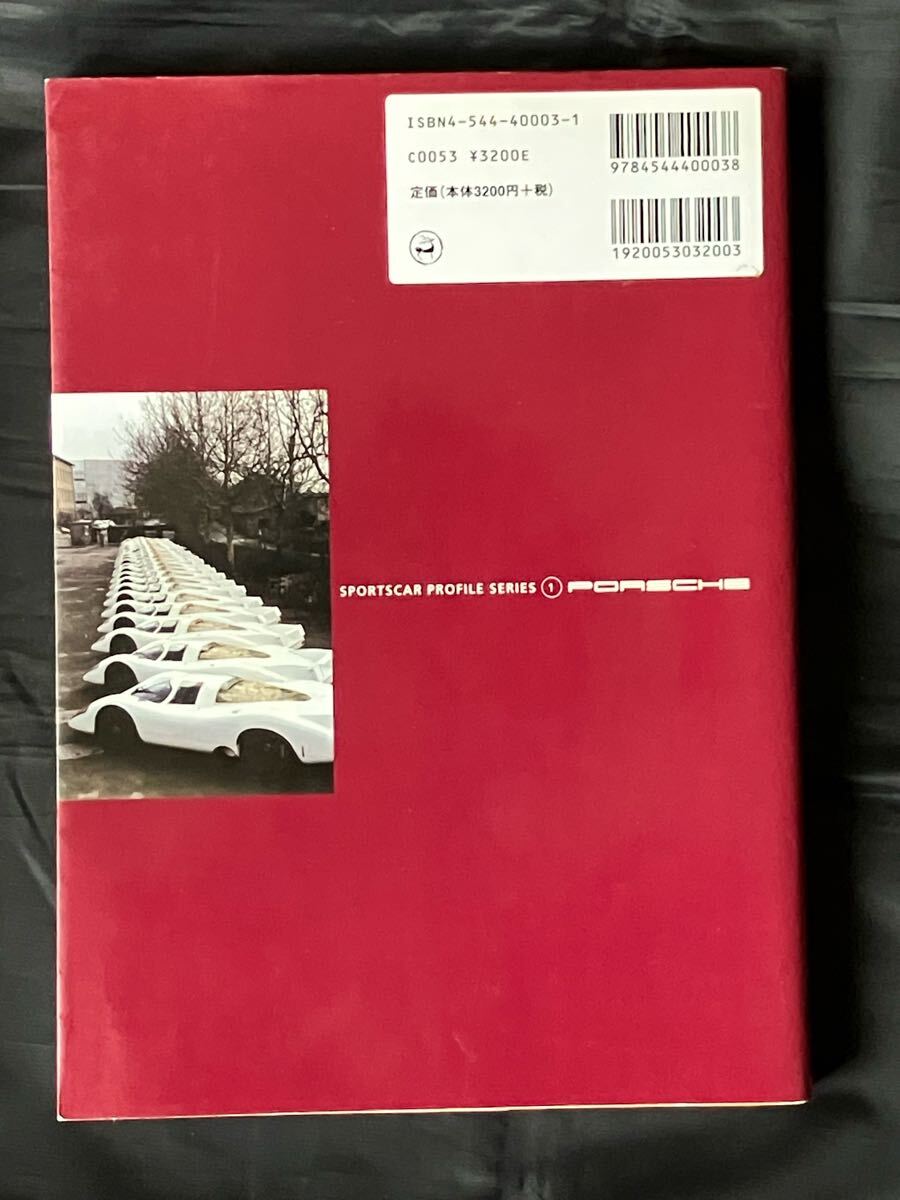 ISBN4-544-40003-1
C0053 ¥3200E
定価(本体3200円+税)
9784544400038
1920053032003
SPORTSCAR PROFILE SERIES ① PORSCHE